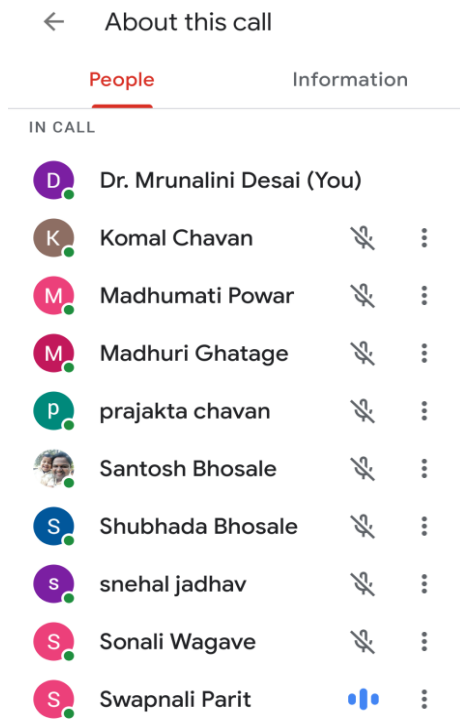 About this call
People Information
IN CALL
D Dr. Mrunalini Desai (You)
K Komal Chavan
M Madhumati Powar
M Madhuri Ghatage
p prajakta chavan
Santosh Bhosale
S Shubhada Bhosale
s snehal jadhav
S Sonali Wagave
S Swapnali Parit